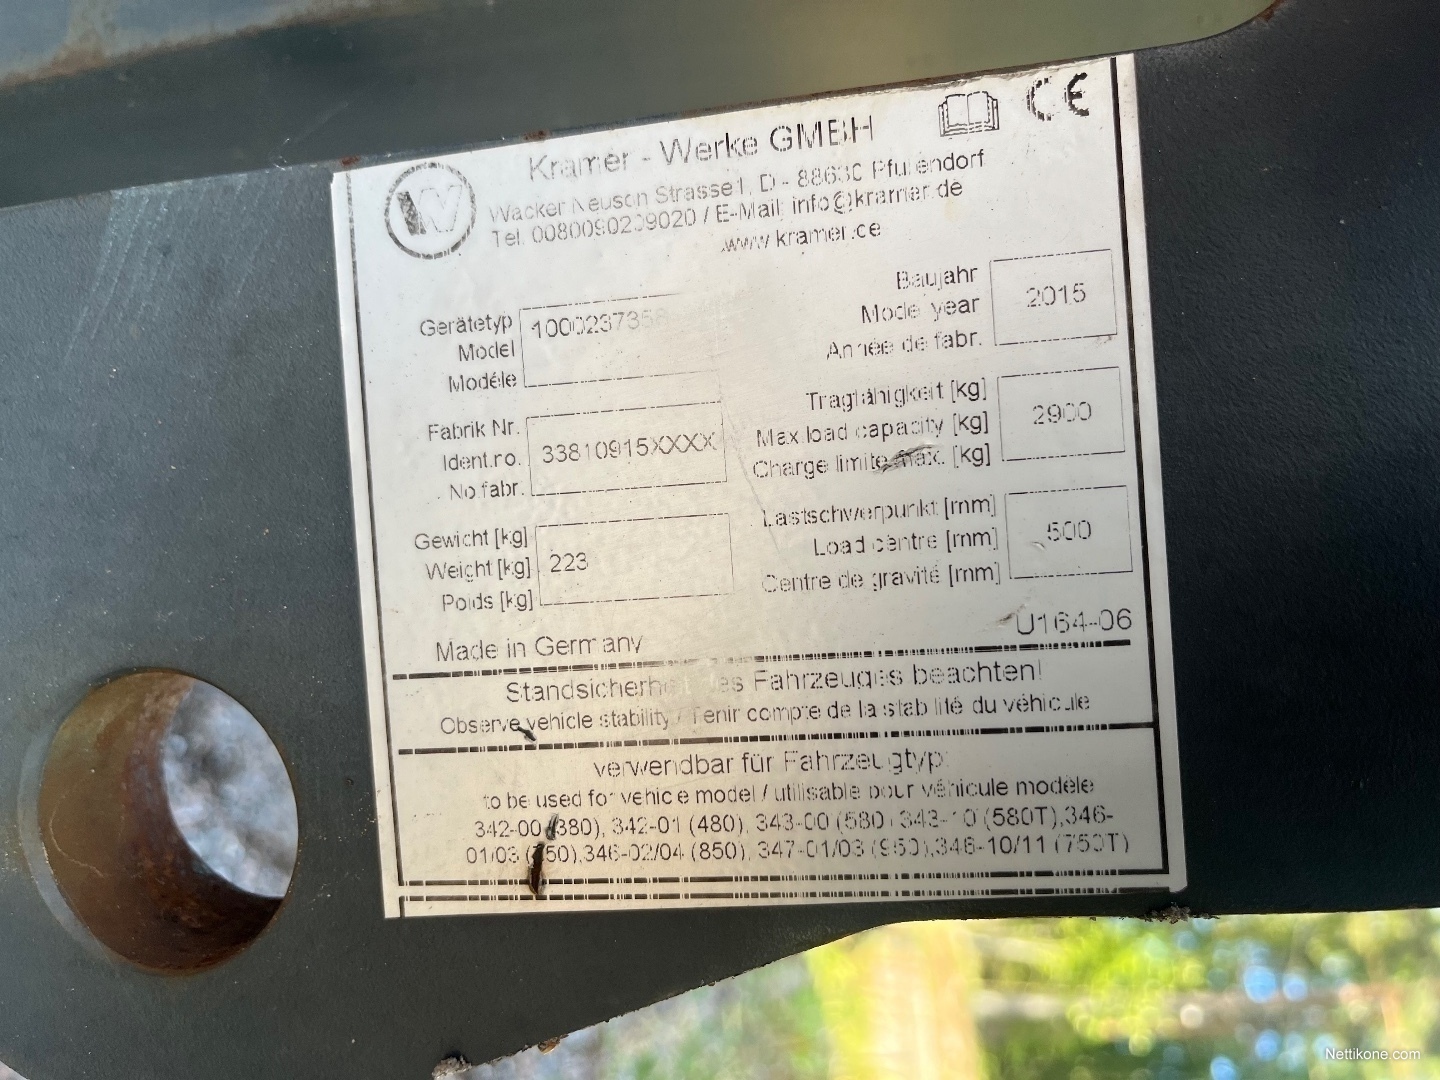 CE
Kramer - Werke GMBH
Wacker Neuson Strasse 1, D - 88630 Pfullendorf
Tel. 0080090209020 / E-Mail: info@kramer.de
www.kramer.de
Gerätetyp
Model
Modéle
1000237358
Baujahr
Model year
Année de fabr.
2015
Fabrik Nr.
Ident.no.
No.fabr.
33810915XXXX
Tragfähigkeit [kg]
Max.load capacity [kg]
Charge limite max. [kg]
2900
Gewicht [kg]
Weight [kg]
Poids [kg]
223
Lastschwerpunkt [mm]
Load centre [mm]
Centre de gravité [mm]
500
Made in Germany
U164-06
Standsicherheit des Fahrzeuges beachten!
Observe vehicle stability / Tenir compte de la stabilité du véhicule
verwendbar für Fahrzeugtyp:
to be used for vehicle model / utilisable pour véhicule modèle
342-00 (380), 342-01 (480), 343-00 (580), 343-10 (580T),346-
01/03 (750),346-02/04 (850), 347-01/03 (950),346-10/11 (750T)
Nettikone.com